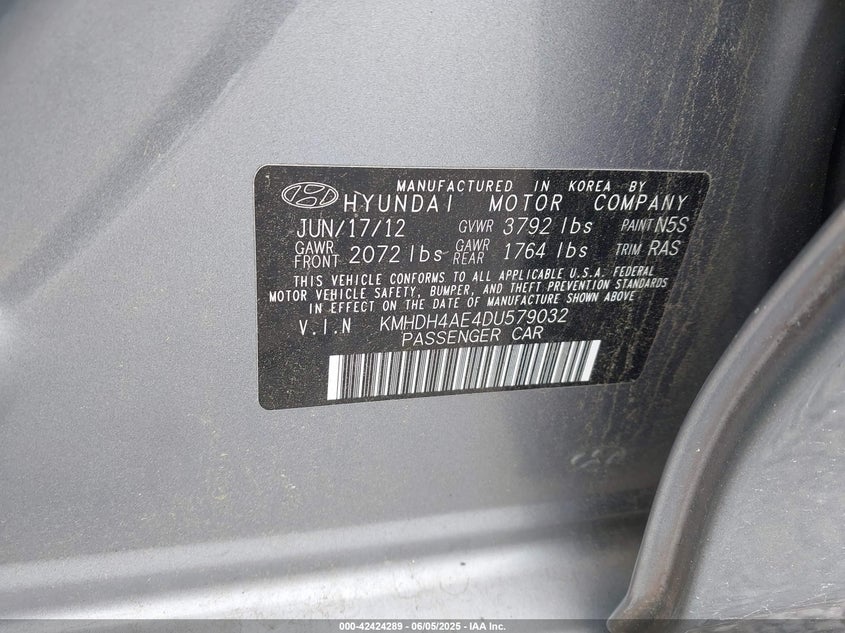 MANUFACTURED IN KOREA BY
HYUNDAI MOTOR COMPANY
JUN/17/12 GVWR 3792 lbs PAINT N5S
GAWR FRONT 2072 lbs GAWR REAR 1764 lbs TRIM RAS
THIS VEHICLE CONFORMS TO ALL APPLICABLE U.S.A. FEDERAL
MOTOR VEHICLE SAFETY, BUMPER, AND THEFT PREVENTION STANDARDS
IN EFFECT ON THE DATE OF MANUFACTURE SHOWN ABOVE
V.I.N KMHDH4AE4DU579032
PASSENGER CAR
000-42424289 - 06/05/2025 - IAA Inc.